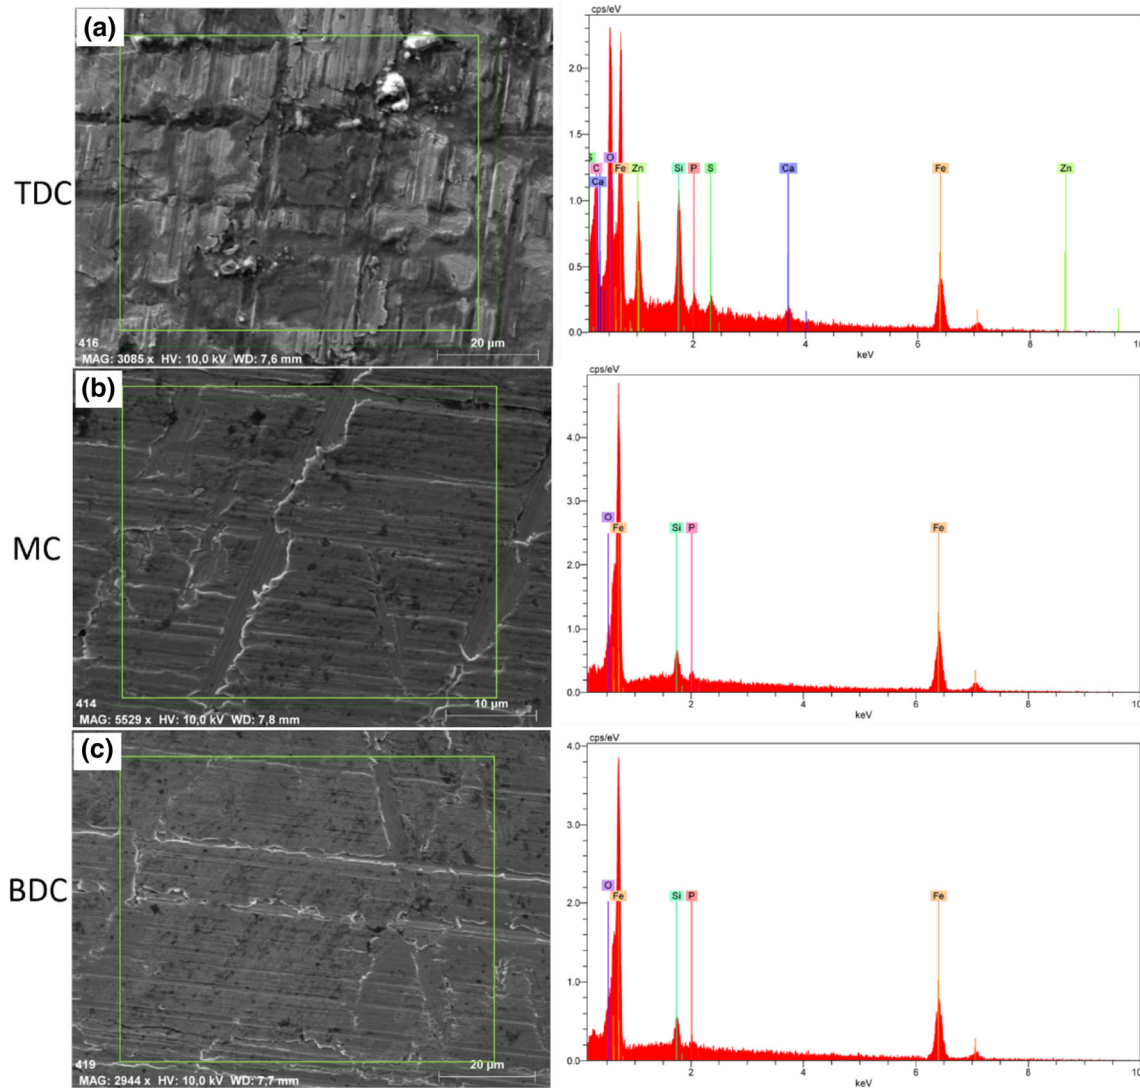 (a)
TDC
416
MAG: 3085 x HV: 10,0 kV WD: 7,6 mm
20 µm
cps/eV
2.0
1.5
1.0
0.5
0.0
S
C
Ca
O
Fe
Zn
Si
P
S
Ca
Fe
Zn
2
4
6
8
10
keV
(b)
MC
414
MAG: 5529 x HV: 10,0 kV WD: 7,8 mm
10 µm
cps/eV
4.0
3.0
2.0
1.0
0.0
O
Fe
Si
P
Fe
2
4
6
8
10
keV
(c)
BDC
419
MAG: 2944 x HV: 10,0 kV WD: 7,7 mm
20 µm
cps/eV
4.0
3.0
2.0
1.0
0.0
O
Fe
Si
P
Fe
2
4
6
8
10
keV